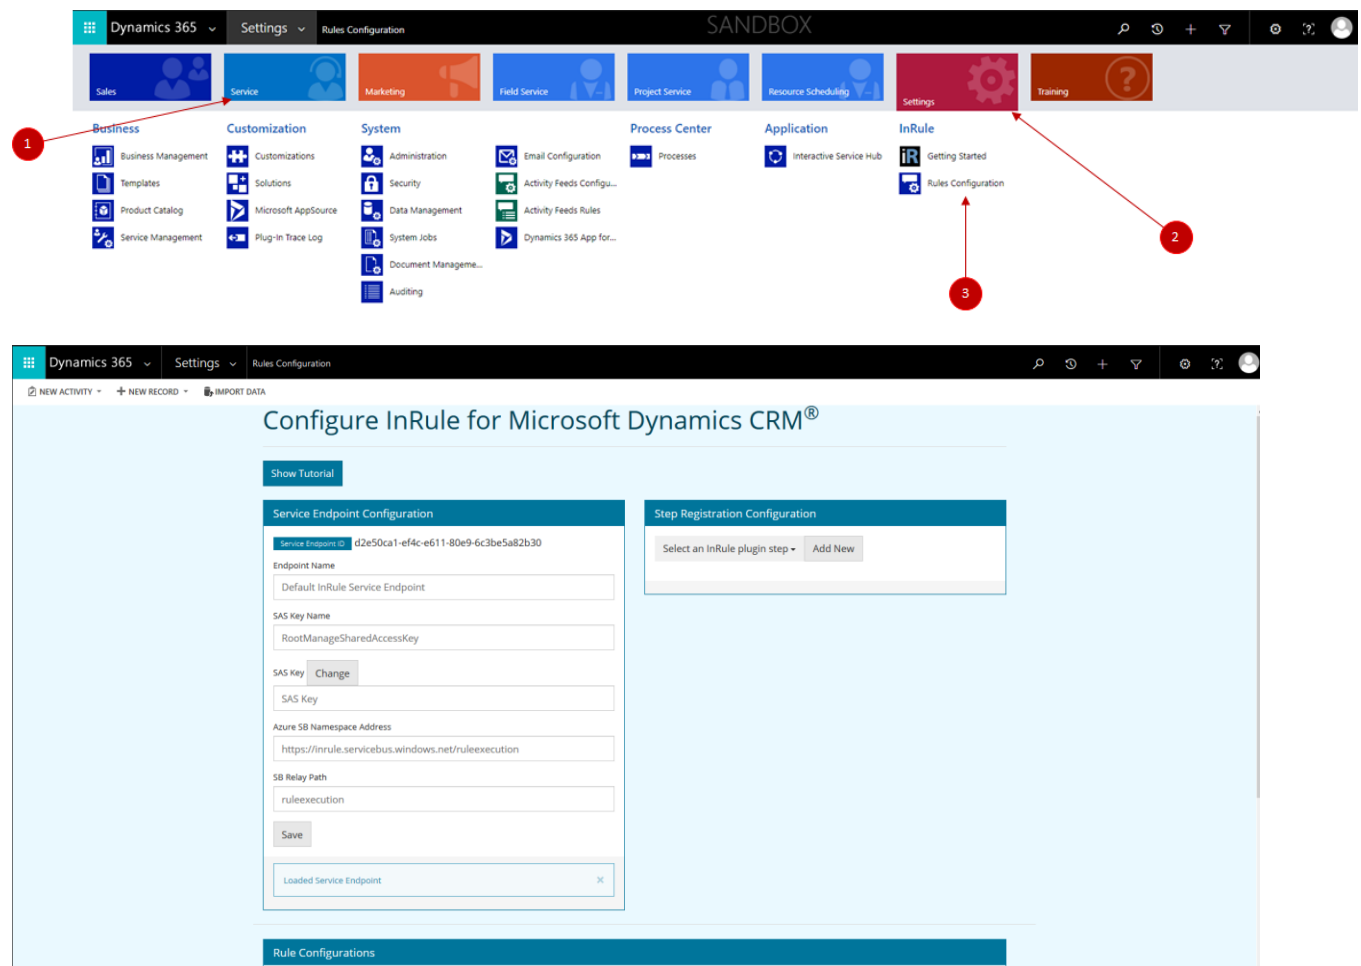 Dynamics 365 Settings Rules Configuration SANDBOX
Sales Service Marketing Field Service Project Service Resource Scheduling Settings Training
1
Business Customization System Process Center Application InRule
Business Management Customizations Administration Email Configuration Processes Interactive Service Hub Getting Started
Templates Solutions Security Activity Feeds Configu... Rules Configuration
Product Catalog Microsoft AppSource Data Management Activity Feeds Rules
Service Management Plug-In Trace Log System Jobs Dynamics 365 App for...
2
Document Manageme...
Auditing
3
Dynamics 365 Settings Rules Configuration
NEW ACTIVITY NEW RECORD IMPORT DATA
Configure InRule for Microsoft Dynamics CRM®
Show Tutorial
Service Endpoint Configuration
Service Endpoint ID d2e50ca1-ef4c-e611-80e9-6c3be5a82b30
Endpoint Name
Default InRule Service Endpoint
SAS Key Name
RootManageSharedAccessKey
SAS Key Change
SAS Key
Azure SB Namespace Address
https://inrule.servicebus.windows.net/ruleexecution
SB Relay Path
ruleexecution
Save
Loaded Service Endpoint ×
Step Registration Configuration
Select an InRule plugin step Add New
Rule Configurations